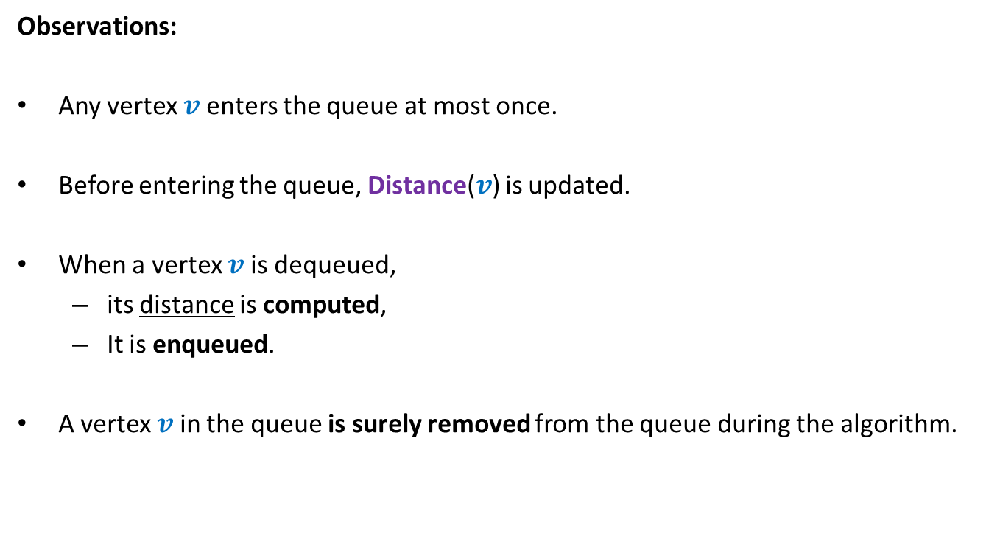 Observations:
• Any vertex 𝒗 enters the queue at most once.
• Before entering the queue, Distance(𝒗) is updated.
• When a vertex 𝒗 is dequeued,
– its distance is computed,
– It is enqueued.
• A vertex 𝒗 in the queue is surely removed from the queue during the algorithm.